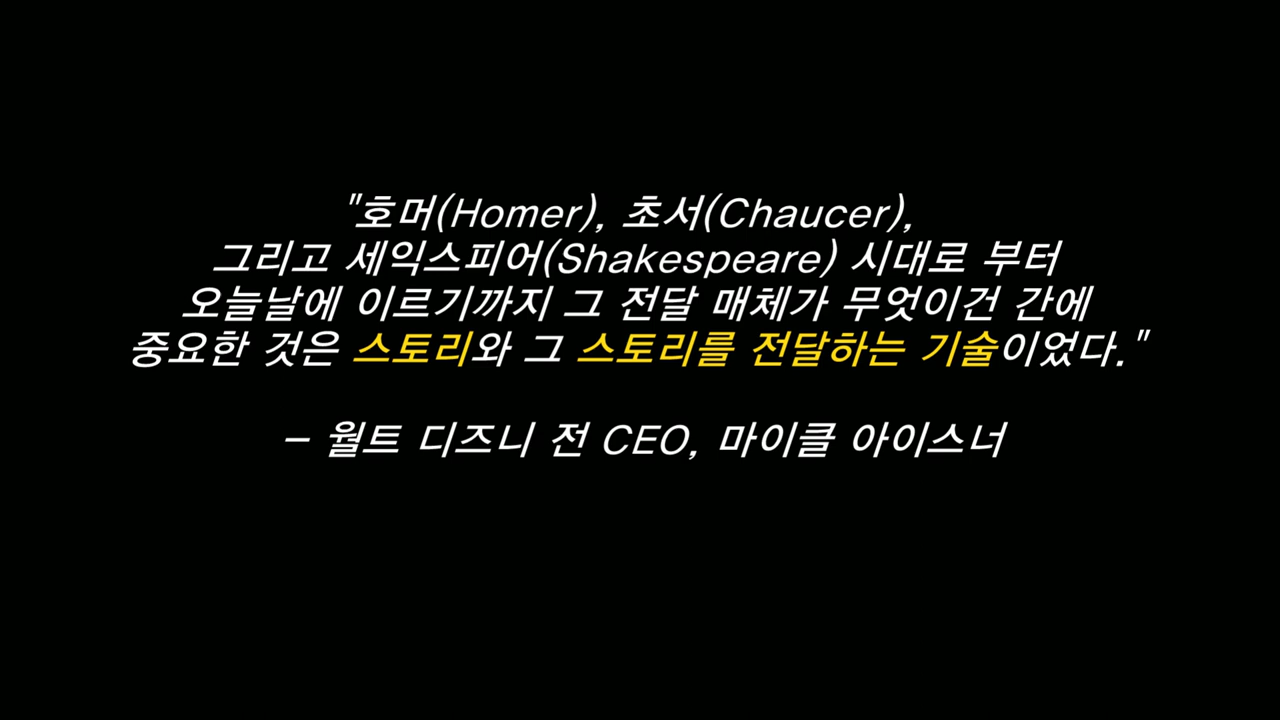 "호머(Homer), 초서(Chaucer),
그리고 세익스피어(Shakespeare) 시대로 부터
오늘날에 이르기까지 그 전달 매체가 무엇이건 간에
중요한 것은 스토리와 그 스토리를 전달하는 기술이었다."
– 월트 디즈니 전 CEO, 마이클 아이스너